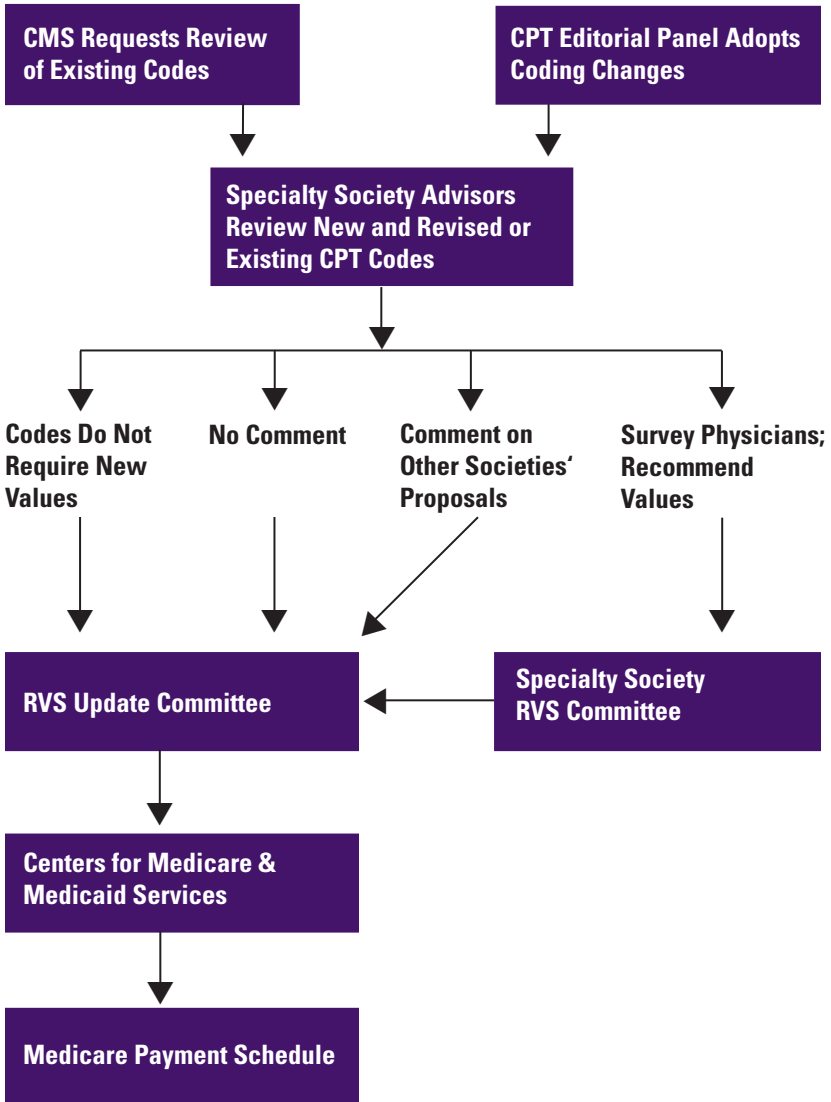 CMS Requests Review
of Existing Codes
CPT Editorial Panel Adopts
Coding Changes
Specialty Society Advisors
Review New and Revised or
Existing CPT Codes
Codes Do Not
Require New
Values
No Comment
Comment on
Other Societies‘
Proposals
Survey Physicians;
Recommend
Values
RVS Update Committee
Specialty Society
RVS Committee
Centers for Medicare &
Medicaid Services
Medicare Payment Schedule